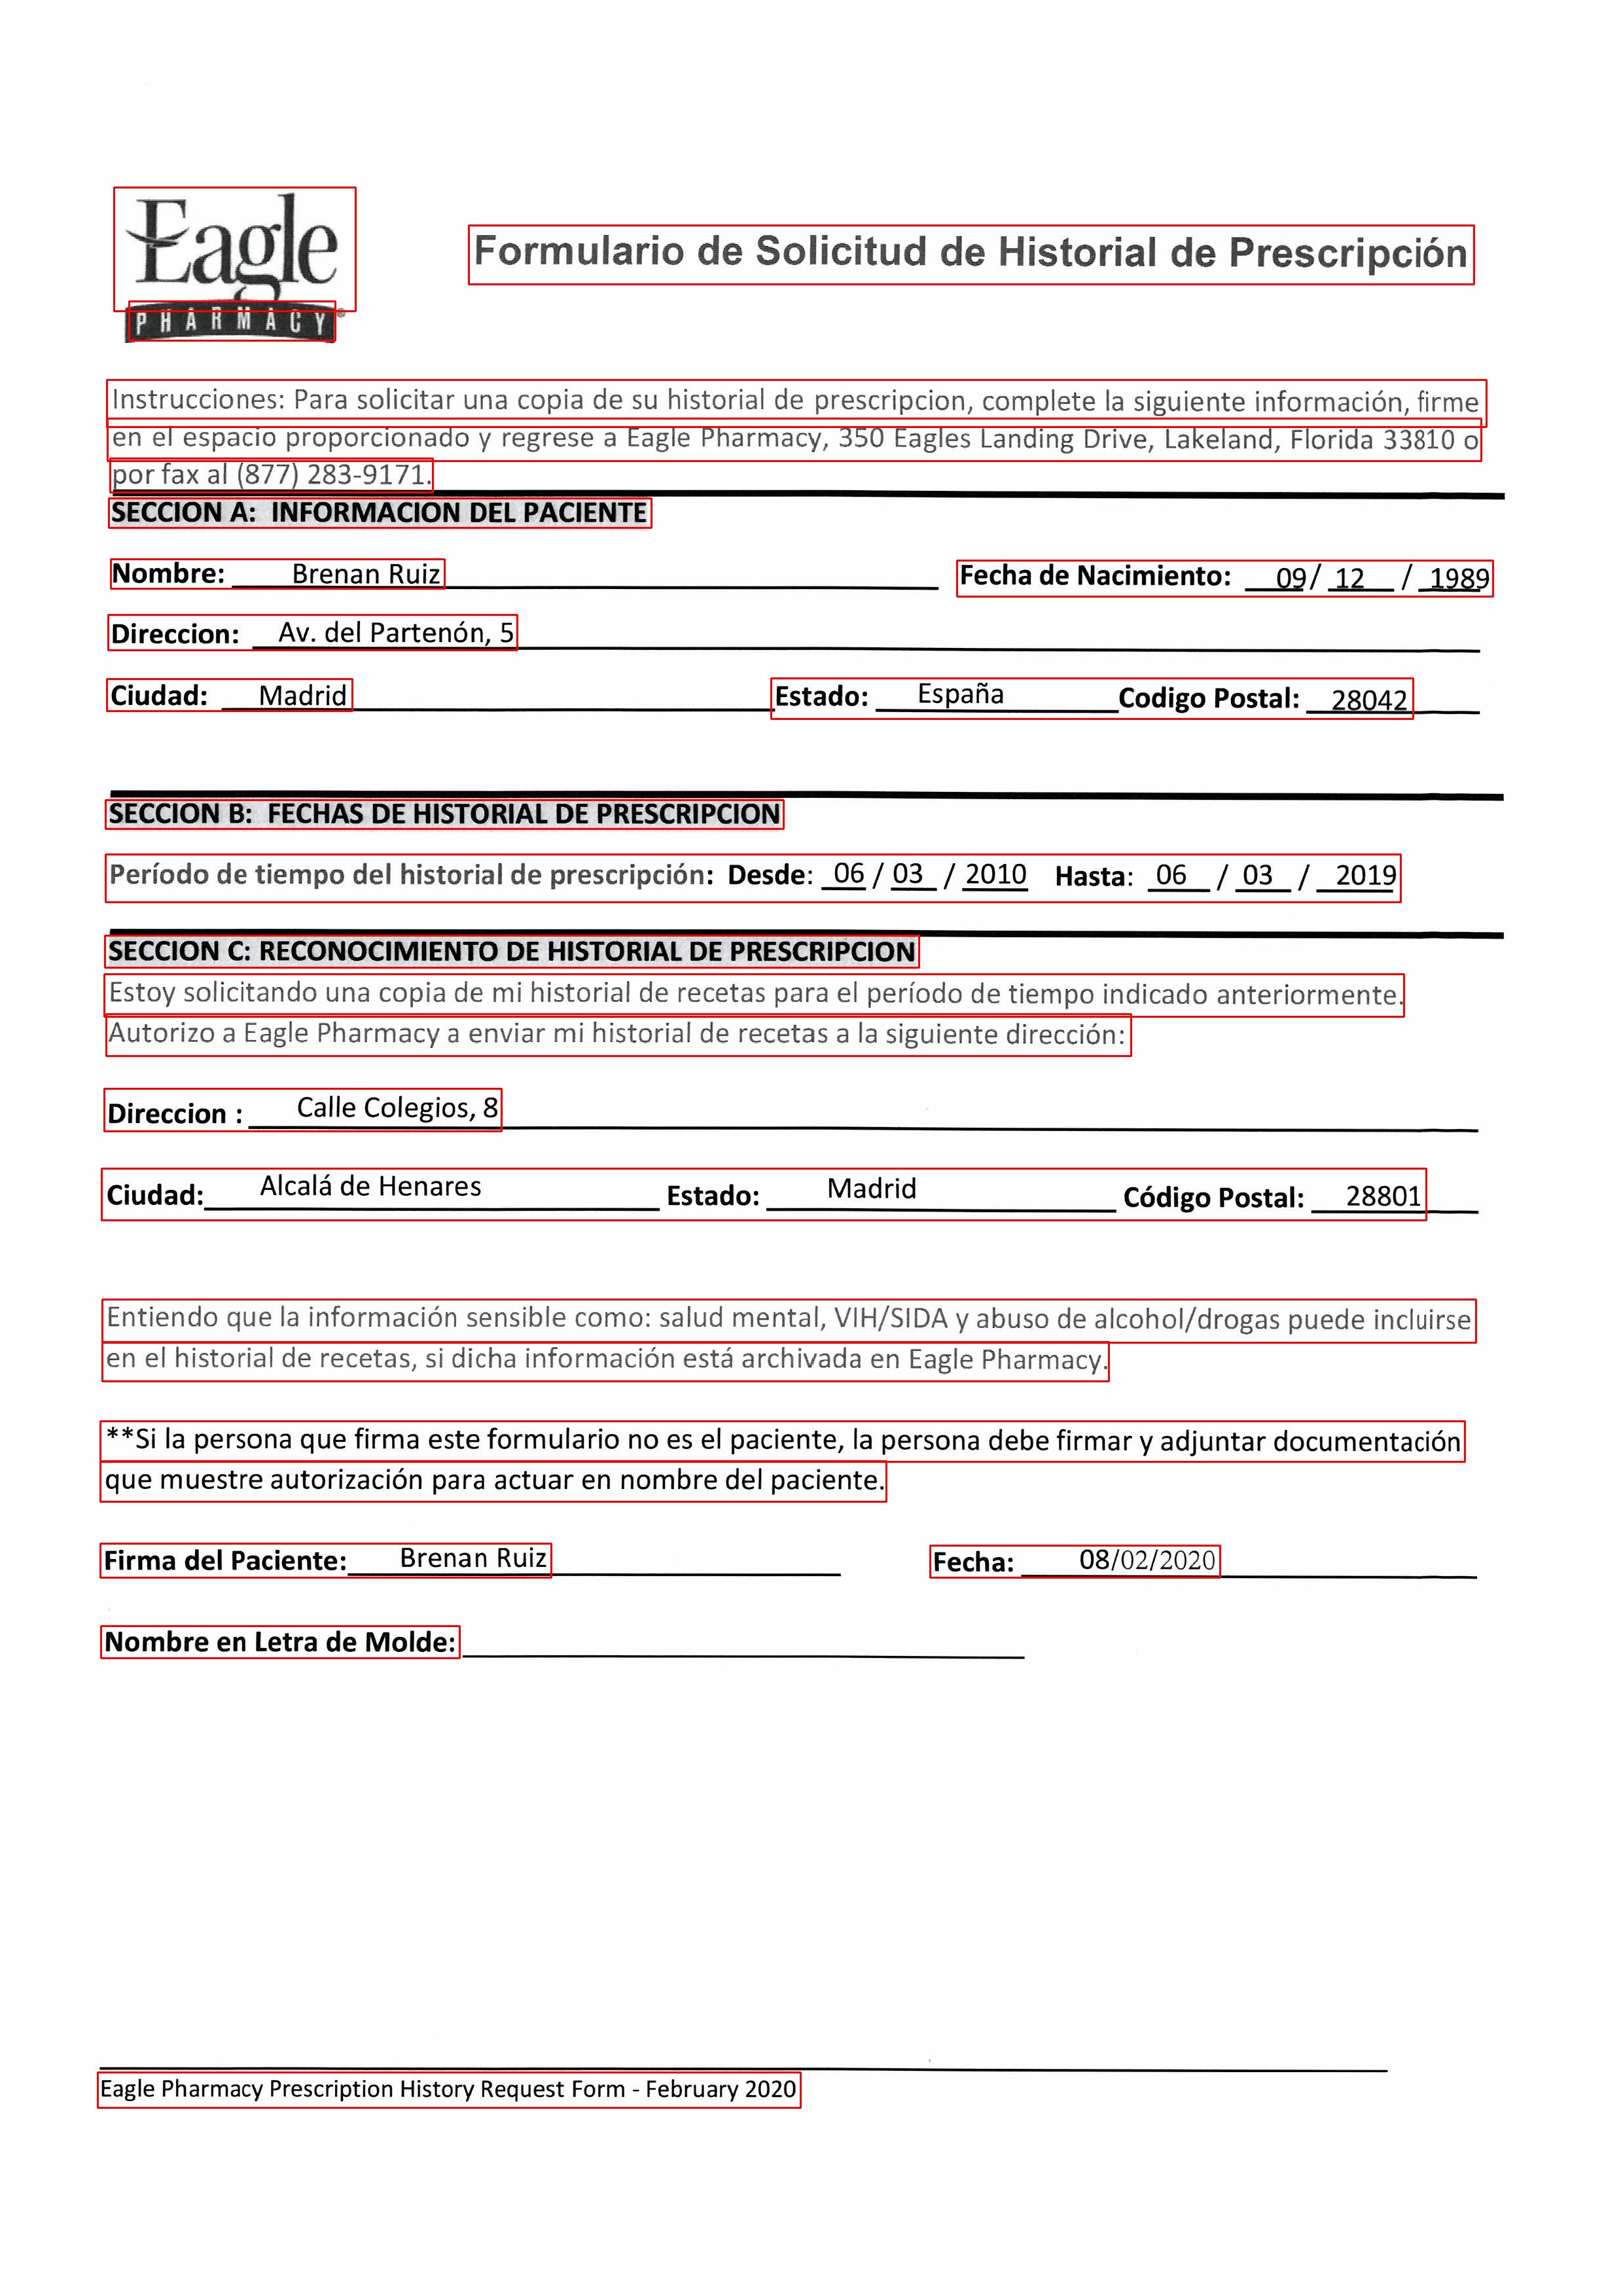 Eagle
PHARMACY
Formulario de Solicitud de Historial de Prescripción
Instrucciones: Para solicitar una copia de su historial de prescripcion, complete la siguiente información, firme
en el espacio proporcionado y regrese a Eagle Pharmacy, 350 Eagles Landing Drive, Lakeland, Florida 33810 o
por fax al (877) 283-9171.
SECCION A: INFORMACION DEL PACIENTE
Nombre: Brenan Ruiz Fecha de Nacimiento: 09/ 12 / 1989
Direccion: Av. del Partenón, 5
Ciudad: Madrid Estado: España Codigo Postal: 28042
SECCION B: FECHAS DE HISTORIAL DE PRESCRIPCION
Período de tiempo del historial de prescripción: Desde: 06 / 03 / 2010 Hasta: 06 / 03 / 2019
SECCION C: RECONOCIMIENTO DE HISTORIAL DE PRESCRIPCION
Estoy solicitando una copia de mi historial de recetas para el período de tiempo indicado anteriormente.
Autorizo a Eagle Pharmacy a enviar mi historial de recetas a la siguiente dirección:
Direccion : Calle Colegios, 8
Ciudad: Alcalá de Henares Estado: Madrid Código Postal: 28801
Entiendo que la información sensible como: salud mental, VIH/SIDA y abuso de alcohol/drogas puede incluirse
en el historial de recetas, si dicha información está archivada en Eagle Pharmacy.
**Si la persona que firma este formulario no es el paciente, la persona debe firmar y adjuntar documentación
que muestre autorización para actuar en nombre del paciente.
Firma del Paciente: Brenan Ruiz Fecha: 08/02/2020
Nombre en Letra de Molde:
Eagle Pharmacy Prescription History Request Form - February 2020